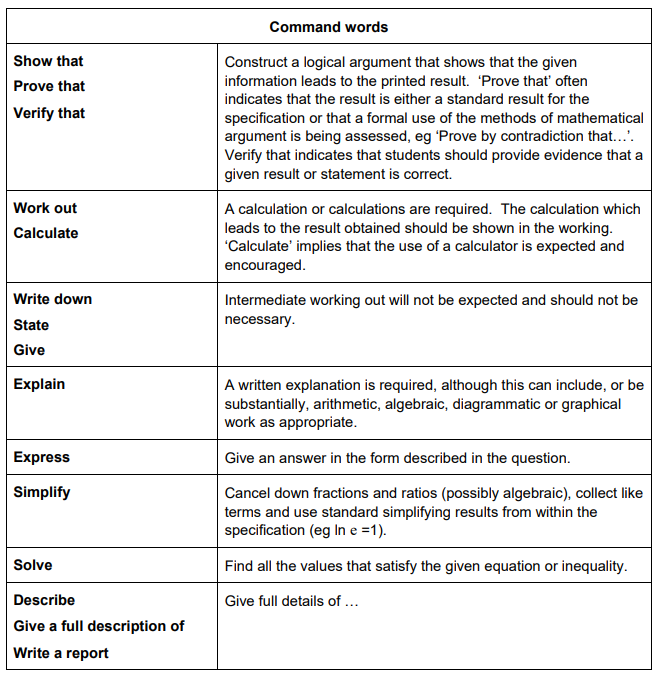 Command words
Show that
Prove that
Verify that
Construct a logical argument that shows that the given
information leads to the printed result.  ‘Prove that’ often
indicates that the result is either a standard result for the
specification or that a formal use of the methods of mathematical
argument is being assessed, eg ‘Prove by contradiction that…’.
Verify that indicates that students should provide evidence that a
given result or statement is correct.
Work out
Calculate
A calculation or calculations are required.  The calculation which
leads to the result obtained should be shown in the working.
‘Calculate’ implies that the use of a calculator is expected and
encouraged.
Write down
State
Give
Intermediate working out will not be expected and should not be
necessary.
Explain
A written explanation is required, although this can include, or be
substantially, arithmetic, algebraic, diagrammatic or graphical
work as appropriate.
Express
Give an answer in the form described in the question.
Simplify
Cancel down fractions and ratios (possibly algebraic), collect like
terms and use standard simplifying results from within the
specification (eg ln e =1).
Solve
Find all the values that satisfy the given equation or inequality.
Describe
Give a full description of
Write a report
Give full details of …